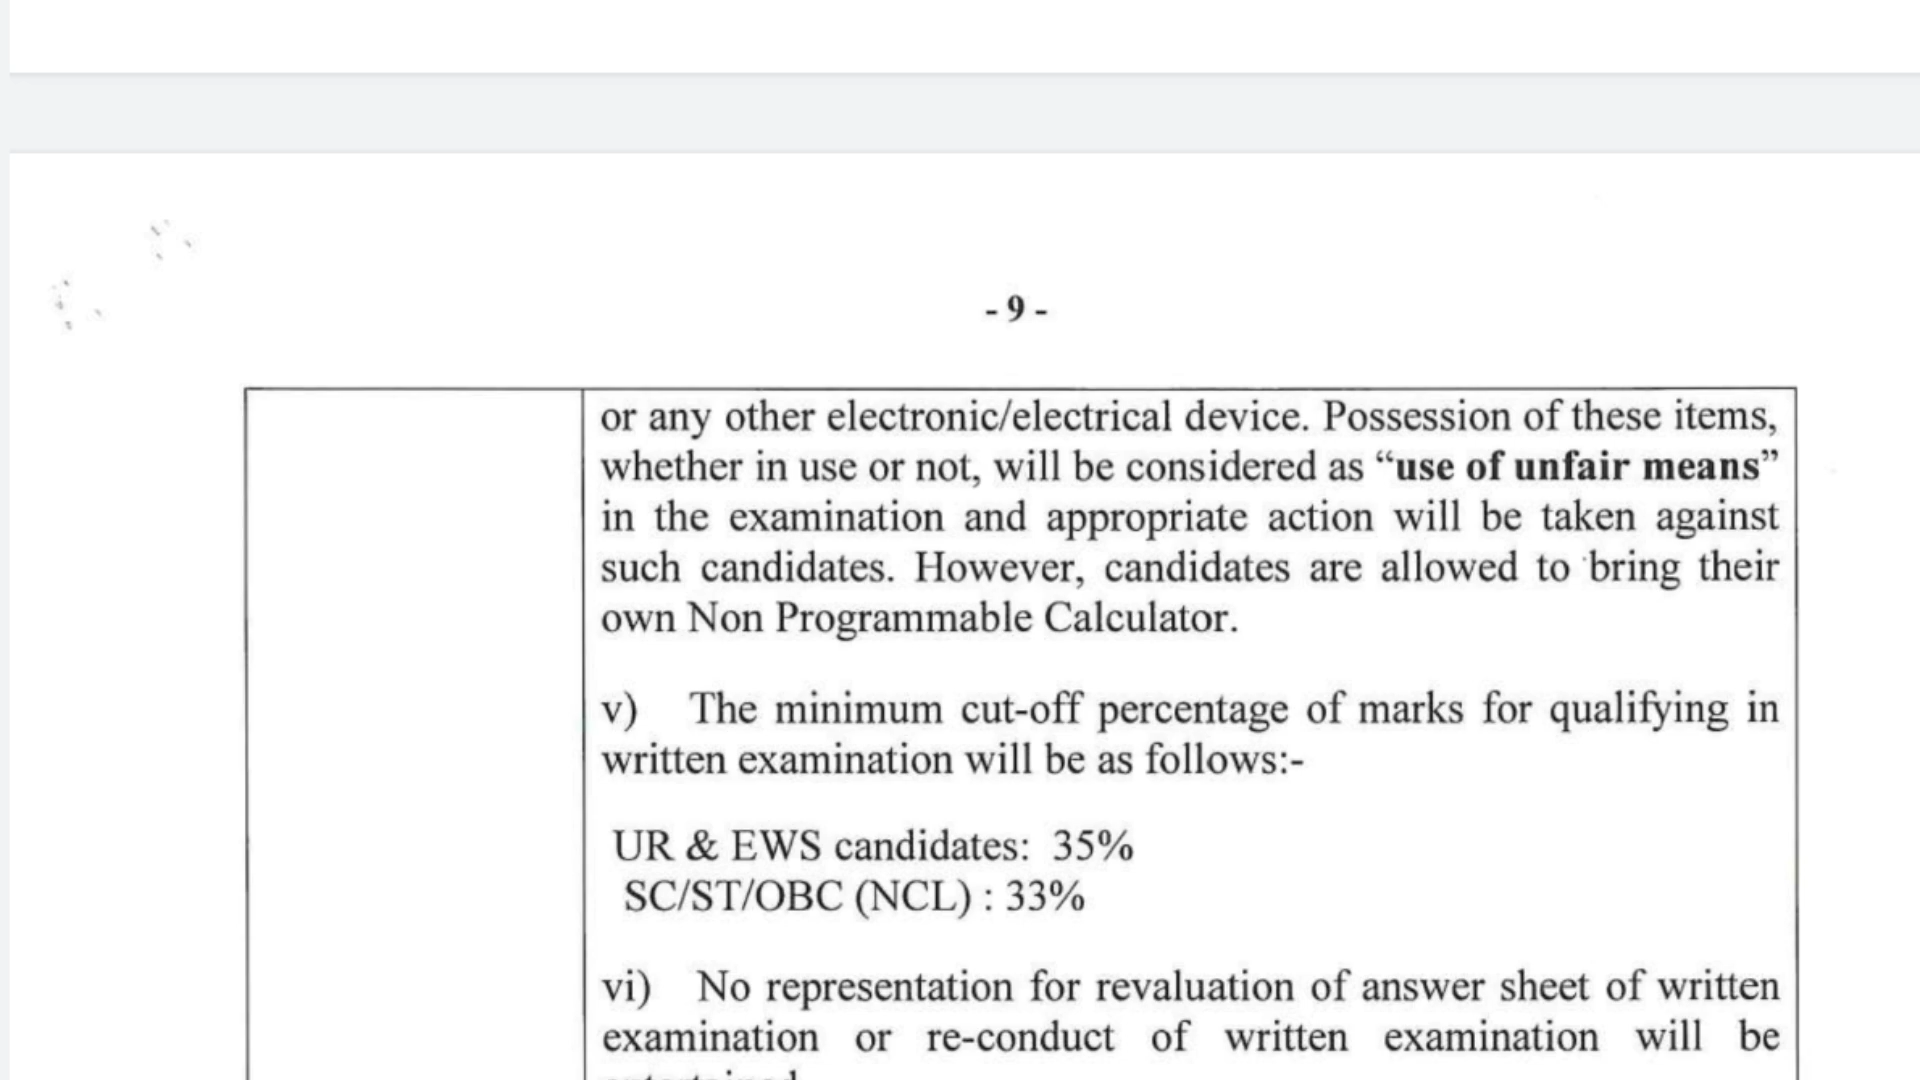 - 9 -
or any other electronic/electrical device. Possession of these items,
whether in use or not, will be considered as “use of unfair means”
in the examination and appropriate action will be taken against
such candidates. However, candidates are allowed to bring their
own Non Programmable Calculator.
v) The minimum cut-off percentage of marks for qualifying in
written examination will be as follows:-
UR & EWS candidates: 35%
SC/ST/OBC (NCL) : 33%
vi) No representation for revaluation of answer sheet of written
examination or re-conduct of written examination will be